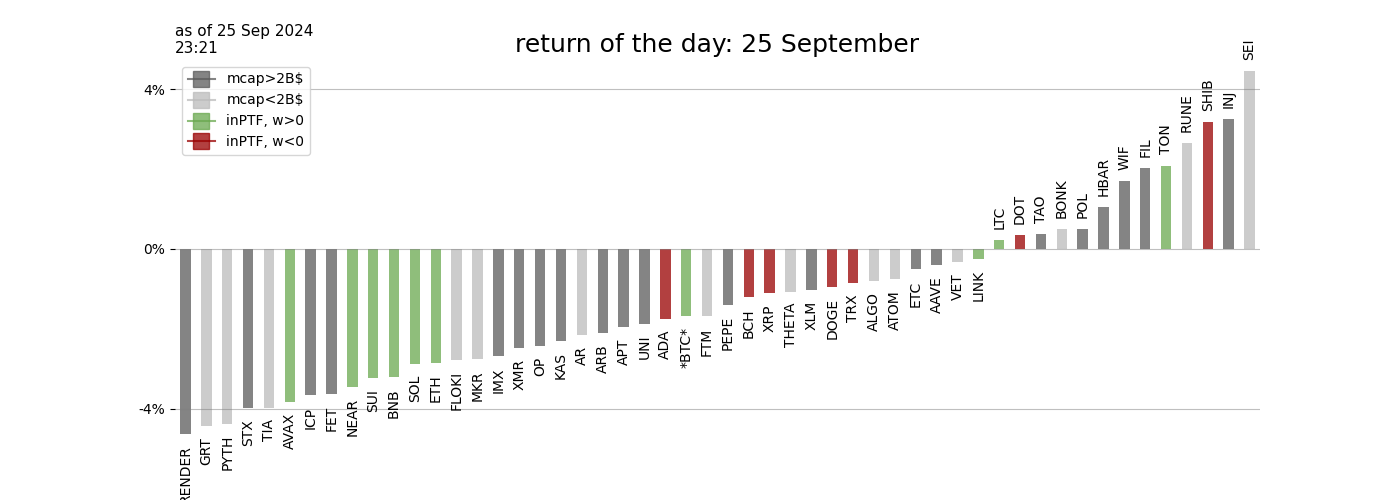 as of 25 Sep 2024
23:21
return of the day: 25 September
mcap>2B$
mcap<2B$
inPTF, w>0
inPTF, w<0
4%
0%
-4%
RENDER
GRT
PYTH
STX
TIA
AVAX
ICP
FET
NEAR
SUI
BNB
SOL
ETH
FLOKI
MKR
IMX
XMR
OP
KAS
AR
ARB
APT
UNI
ADA
*BTC*
FTM
PEPE
BCH
XRP
THETA
XLM
DOGE
TRX
ALGO
ATOM
ETC
AAVE
VET
LINK
LTC
DOT
TAO
BONK
POL
HBAR
WIF
FIL
TON
RUNE
SHIB
INJ
SEI